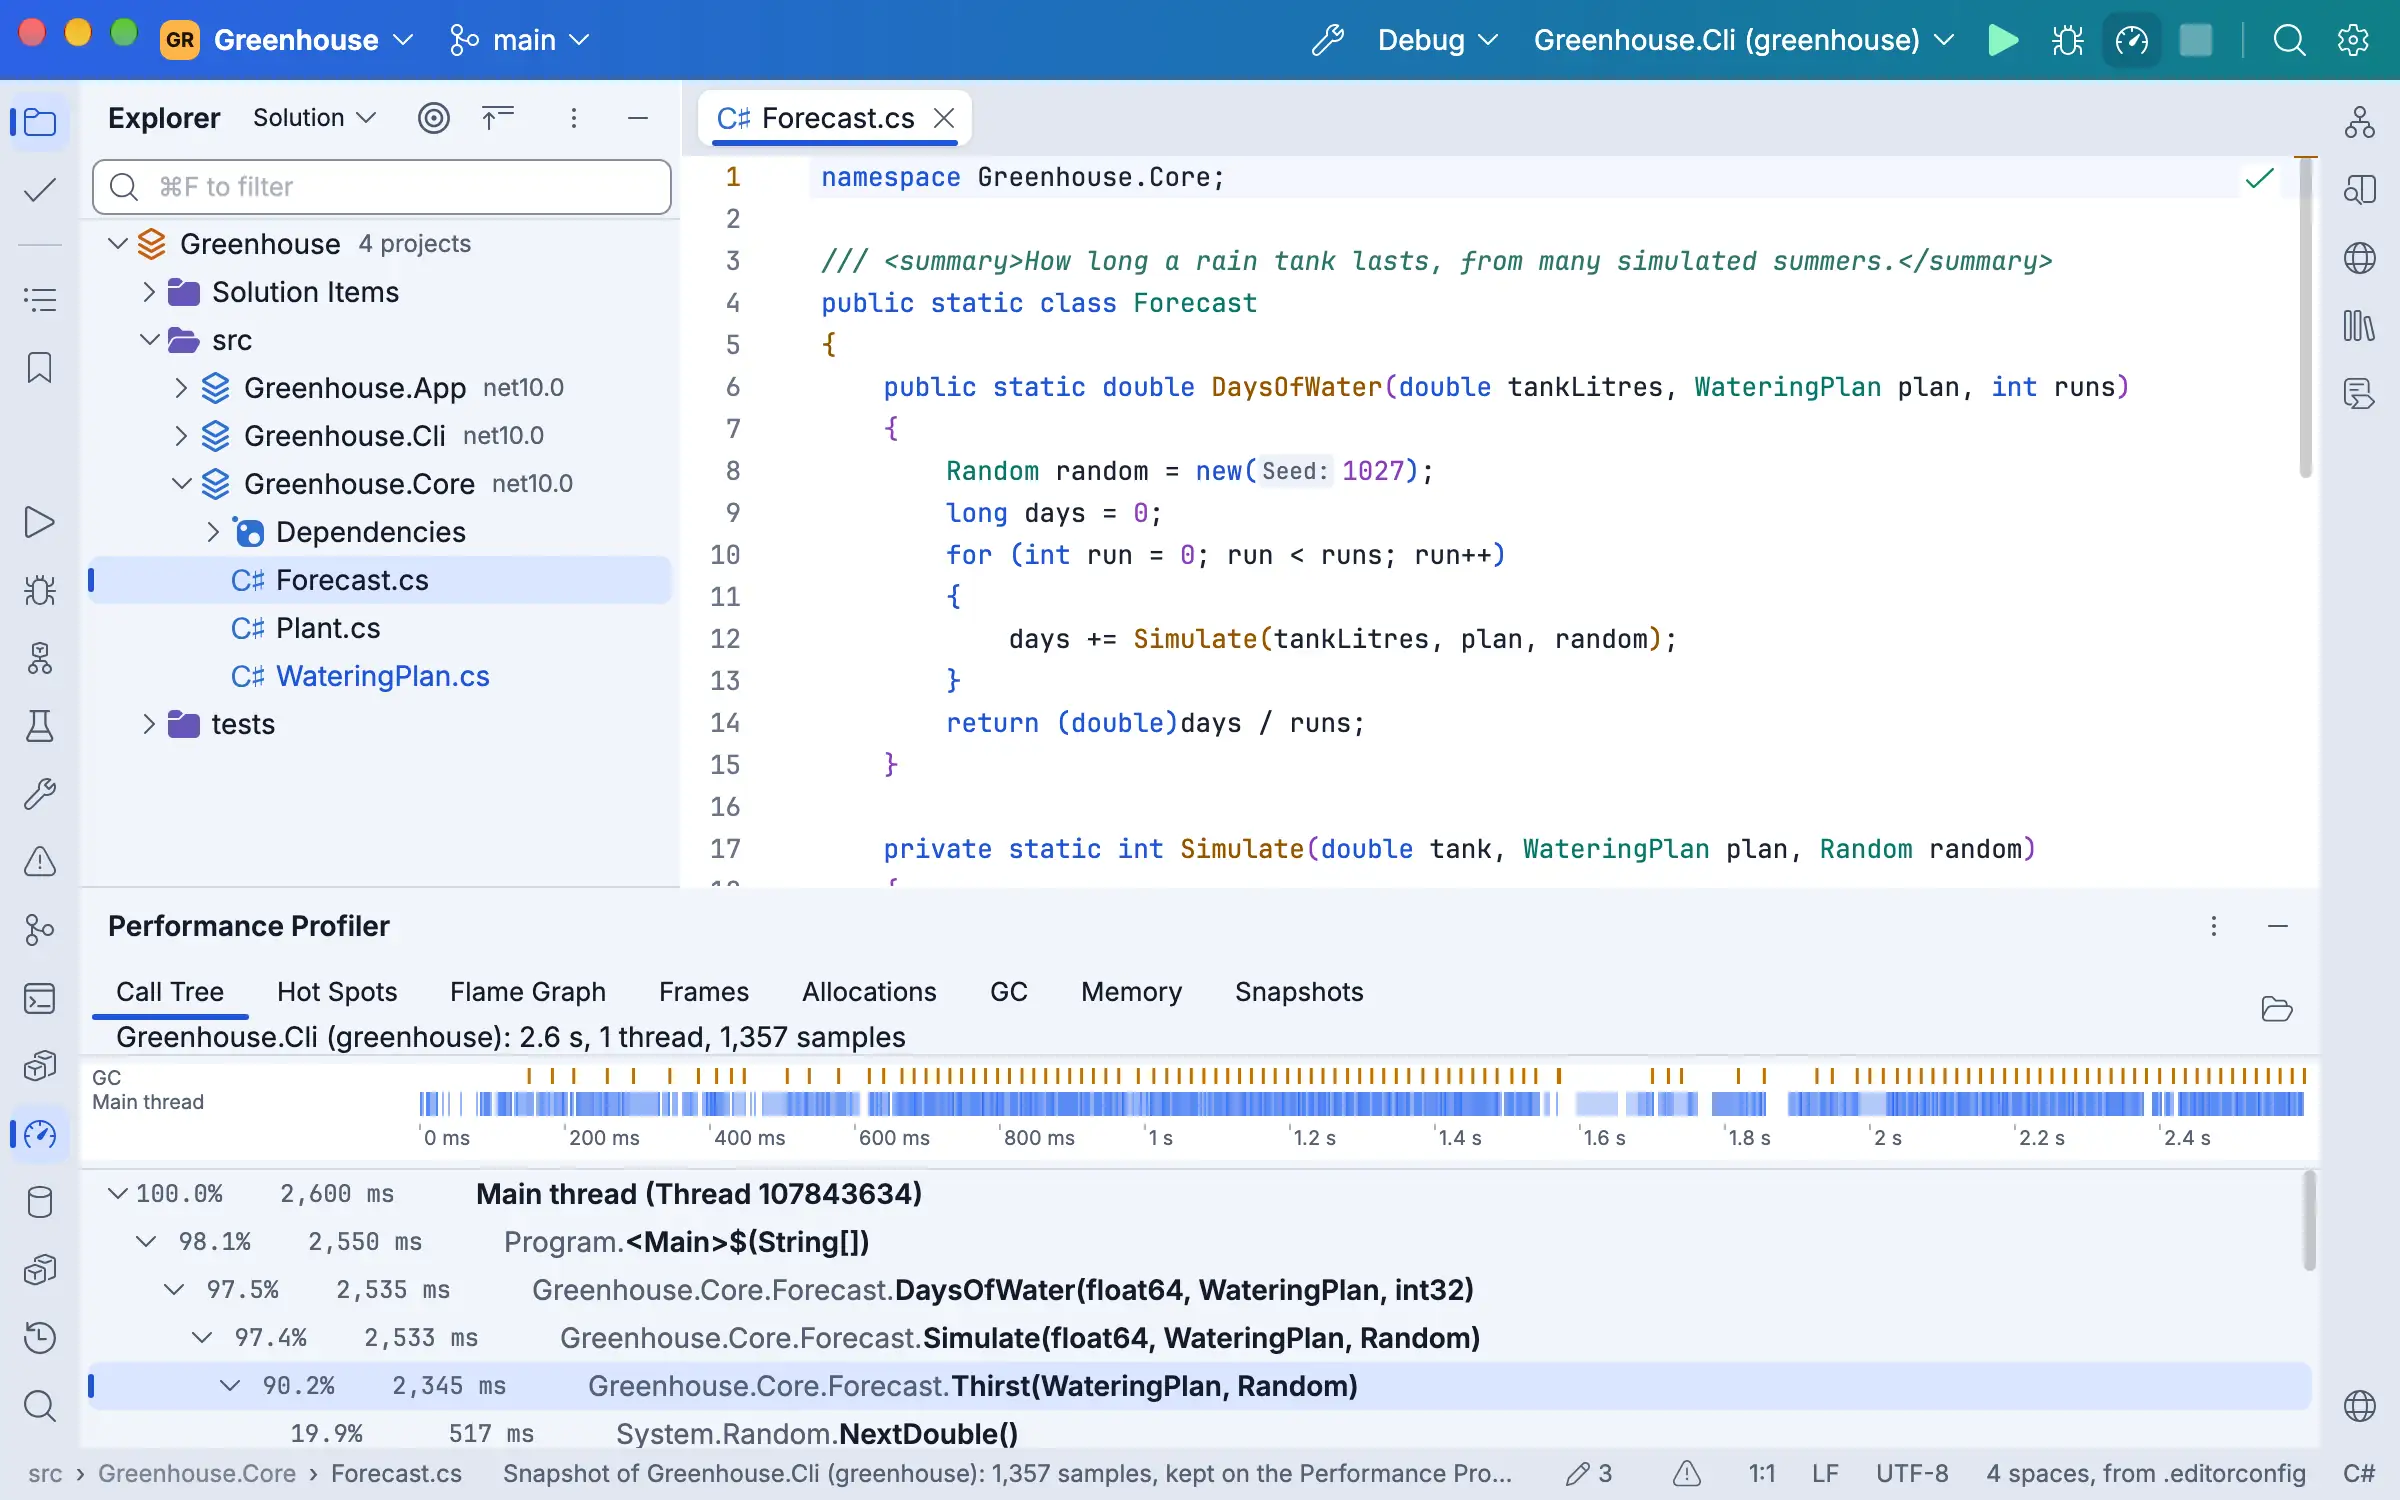 GR Greenhouse main Debug Greenhouse.Cli (greenhouse)
Explorer Solution
⌘F to filter
Greenhouse 4 projects
Solution Items
src
Greenhouse.App net10.0
Greenhouse.Cli net10.0
Greenhouse.Core net10.0
Dependencies
C# Forecast.cs
C# Plant.cs
C# WateringPlan.cs
tests
C# Forecast.cs
1 namespace Greenhouse.Core;
2
3 /// <summary>How long a rain tank lasts, from many simulated summers.</summary>
4 public static class Forecast
5 {
6 public static double DaysOfWater(double tankLitres, WateringPlan plan, int runs)
7 {
8 Random random = new(Seed: 1027);
9 long days = 0;
10 for (int run = 0; run < runs; run++)
11 {
12 days += Simulate(tankLitres, plan, random);
13 }
14 return (double)days / runs;
15 }
16
17 private static int Simulate(double tank, WateringPlan plan, Random random)
Performance Profiler
Call Tree Hot Spots Flame Graph Frames Allocations GC Memory Snapshots
Greenhouse.Cli (greenhouse): 2.6 s, 1 thread, 1,357 samples
GC
Main thread
0 ms 200 ms 400 ms 600 ms 800 ms 1 s 1.2 s 1.4 s 1.6 s 1.8 s 2 s 2.2 s 2.4 s
100.0% 2,600 ms Main thread (Thread 107843634)
98.1% 2,550 ms Program.<Main>$(String[])
97.5% 2,535 ms Greenhouse.Core.Forecast.DaysOfWater(float64, WateringPlan, int32)
97.4% 2,533 ms Greenhouse.Core.Forecast.Simulate(float64, WateringPlan, Random)
90.2% 2,345 ms Greenhouse.Core.Forecast.Thirst(WateringPlan, Random)
19.9% 517 ms System.Random.NextDouble()
src › Greenhouse.Core › Forecast.cs Snapshot of Greenhouse.Cli (greenhouse): 1,357 samples, kept on the Performance Pro... 3 1:1 LF UTF-8 4 spaces, from .editorconfig C#